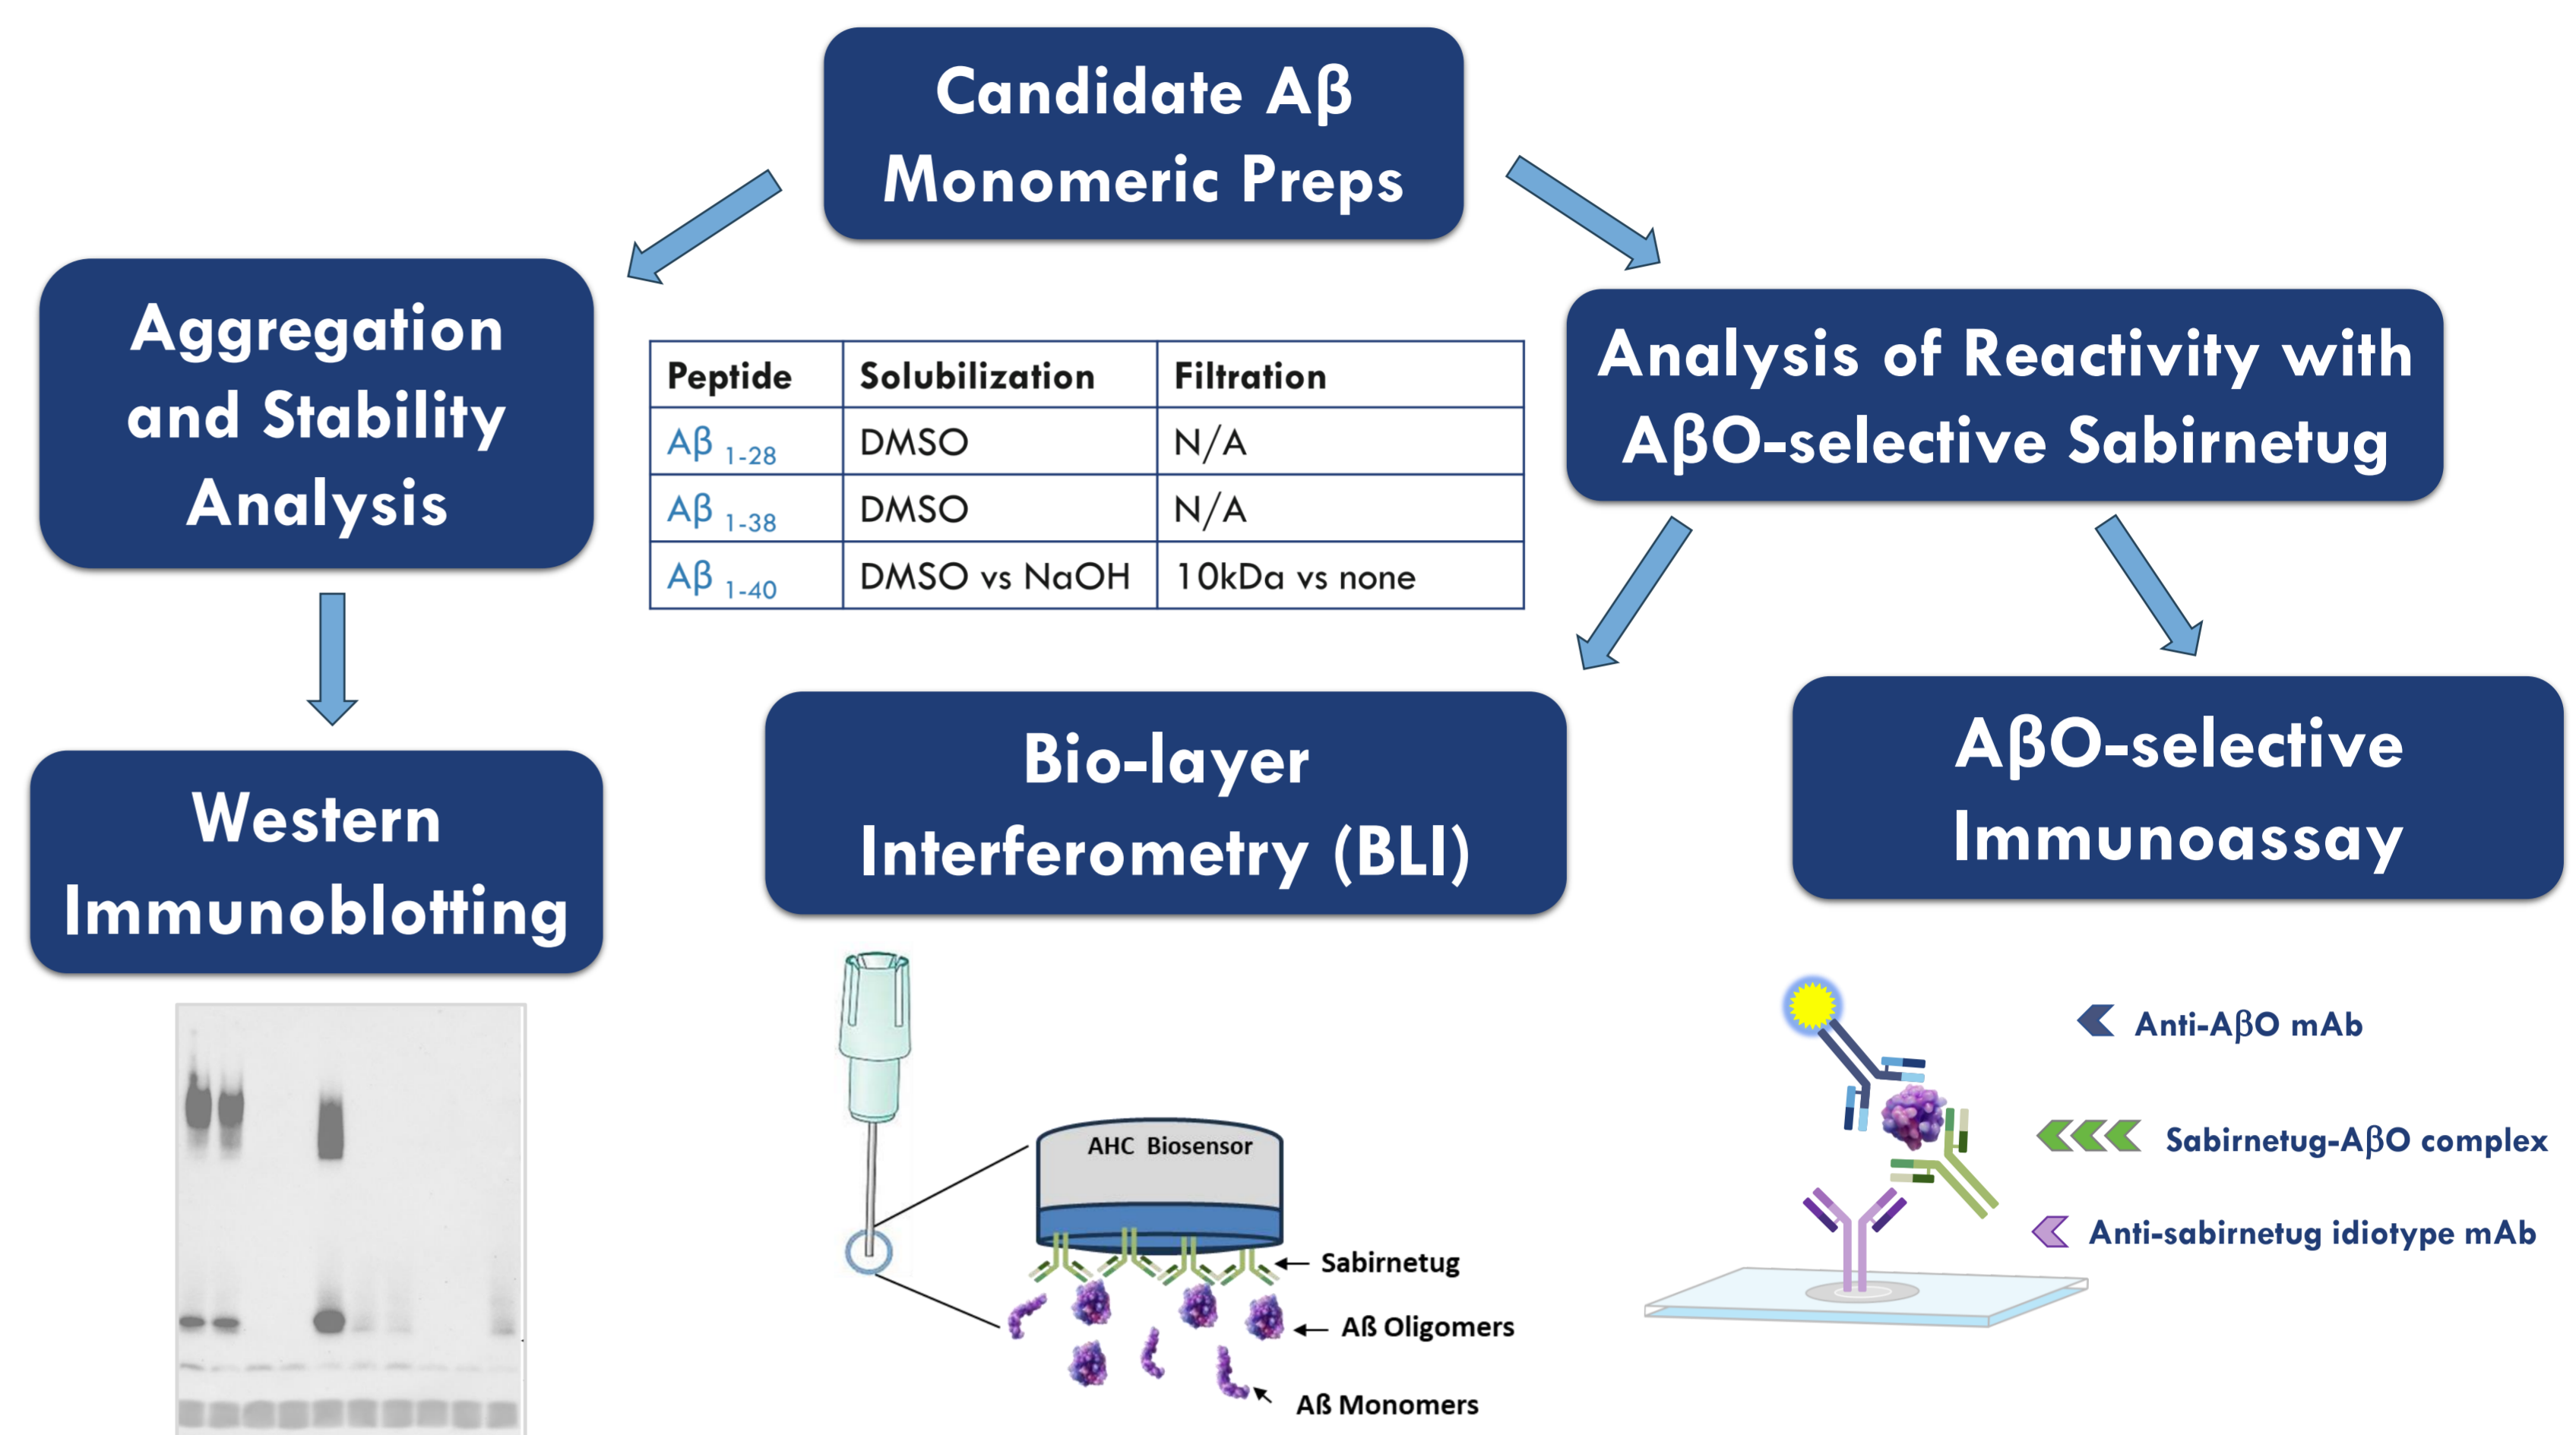 Candidate Aβ
Monomeric Preps
Aggregation
and Stability
Analysis
Peptide Solubilization Filtration
Aβ 1-28 DMSO N/A
Aβ 1-38 DMSO N/A
Aβ 1-40 DMSO vs NaOH 10kDa vs none
Analysis of Reactivity with
AβO-selective Sabirnetug
Western
Immunoblotting
Bio-layer
Interferometry (BLI)
AβO-selective
Immunoassay
AHC Biosensor
Sabirnetug
Aß Oligomers
Aß Monomers
Anti-AβO mAb
Sabirnetug-AβO complex
Anti-sabirnetug idiotype mAb